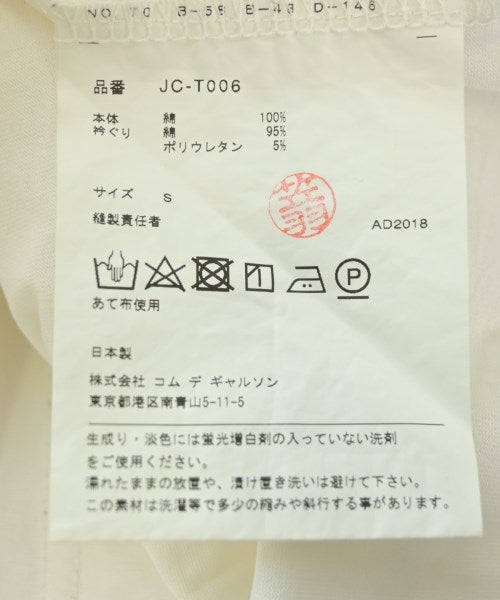 品番 JC-T006
本体 綿 100%
衿ぐり 綿 95%
ポリウレタン 5%
サイズ S
縫製責任者
AD2018
P
あて布使用
日本製
株式会社 コム デ ギャルソン
東京都港区南青山5-11-5
生成り・淡色には蛍光増白剤の入っていない洗剤
をご使用ください。
濡れたままの放置や、漬け置き洗いは避けて下さい。
この素材は洗濯等で多少の縮みや斜行する事があります。